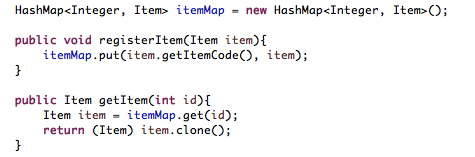 HashMap<Integer, Item> itemMap = new HashMap<Integer, Item>();
public void registerItem(Item item){
itemMap.put(item.getItemCode(), item);
}
public Item getItem(int id){
Item item = itemMap.get(id);
return (Item) item.clone();
}